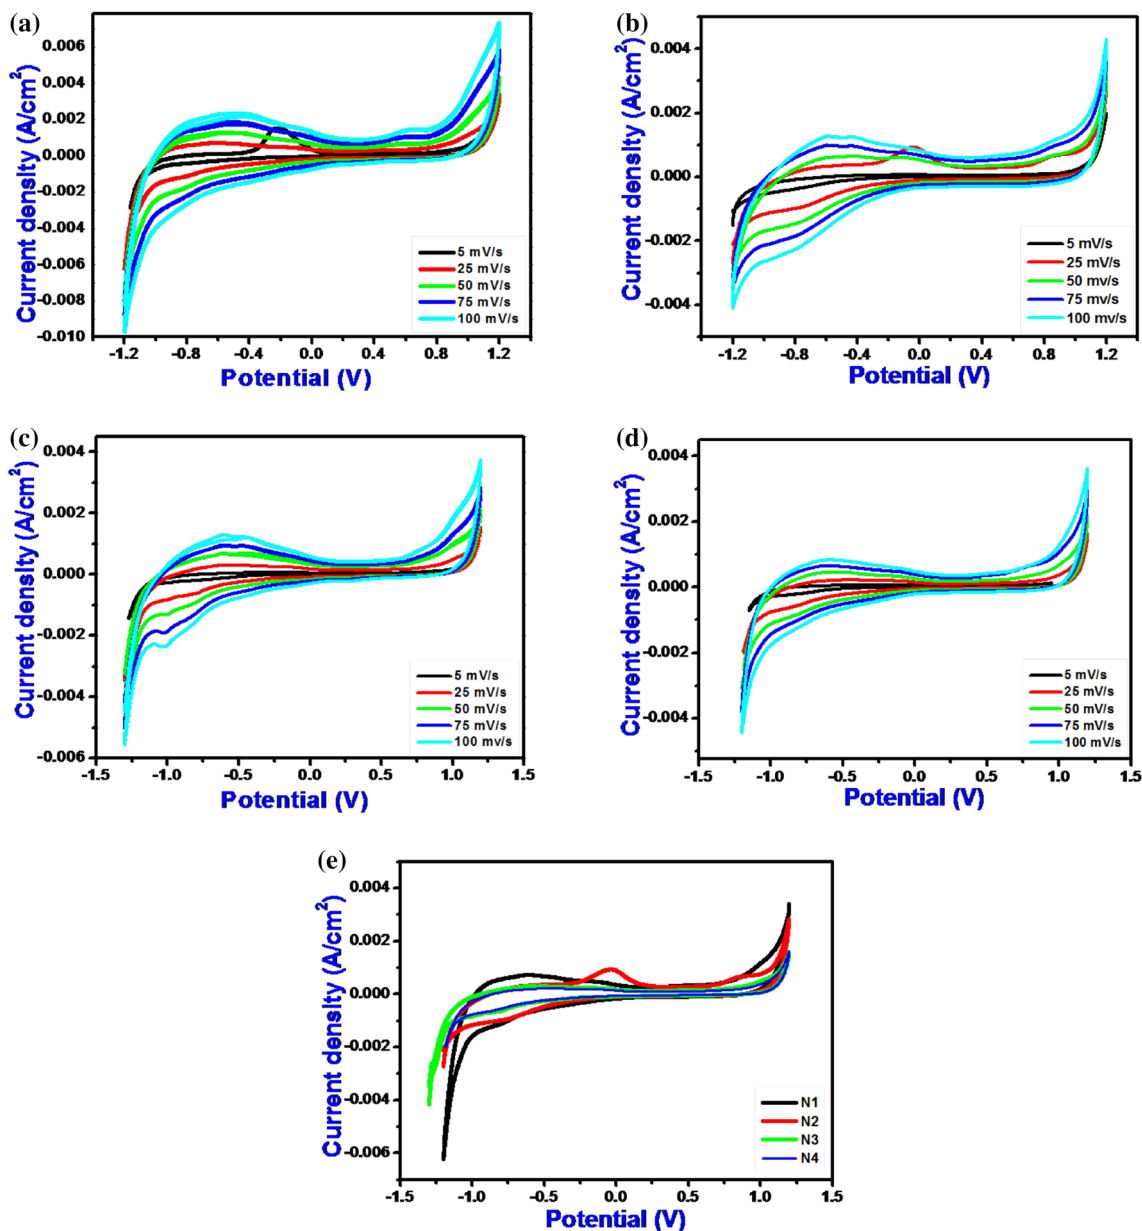 (a)
0.006
0.004
0.002
0.000
-0.002
-0.004
-0.006
-0.008
-0.010
Current density (A/cm²)
5 mV/s
25 mV/s
50 mV/s
75 mV/s
100 mV/s
-1.2 -0.8 -0.4 0.0 0.4 0.8 1.2
Potential (V)
(b)
0.004
0.002
0.000
-0.002
-0.004
Current density (A/cm²)
5 mV/s
25 mV/s
50 mv/s
75 mv/s
100 mv/s
-1.2 -0.8 -0.4 0.0 0.4 0.8 1.2
Potential (V)
(c)
0.004
0.002
0.000
-0.002
-0.004
-0.006
Current density (A/cm²)
5 mV/s
25 mV/s
50 mV/s
75 mV/s
100 mv/s
-1.5 -1.0 -0.5 0.0 0.5 1.0 1.5
Potential (V)
(d)
0.004
0.002
0.000
-0.002
-0.004
Current density (A/cm²)
5 mV/s
25 mV/s
50 mV/s
75 mV/s
100 mV/s
-1.5 -1.0 -0.5 0.0 0.5 1.0 1.5
Potential (V)
(e)
0.004
0.002
0.000
-0.002
-0.004
-0.006
Current density (A/cm²)
N1
N2
N3
N4
-1.5 -1.0 -0.5 0.0 0.5 1.0 1.5
Potential (V)